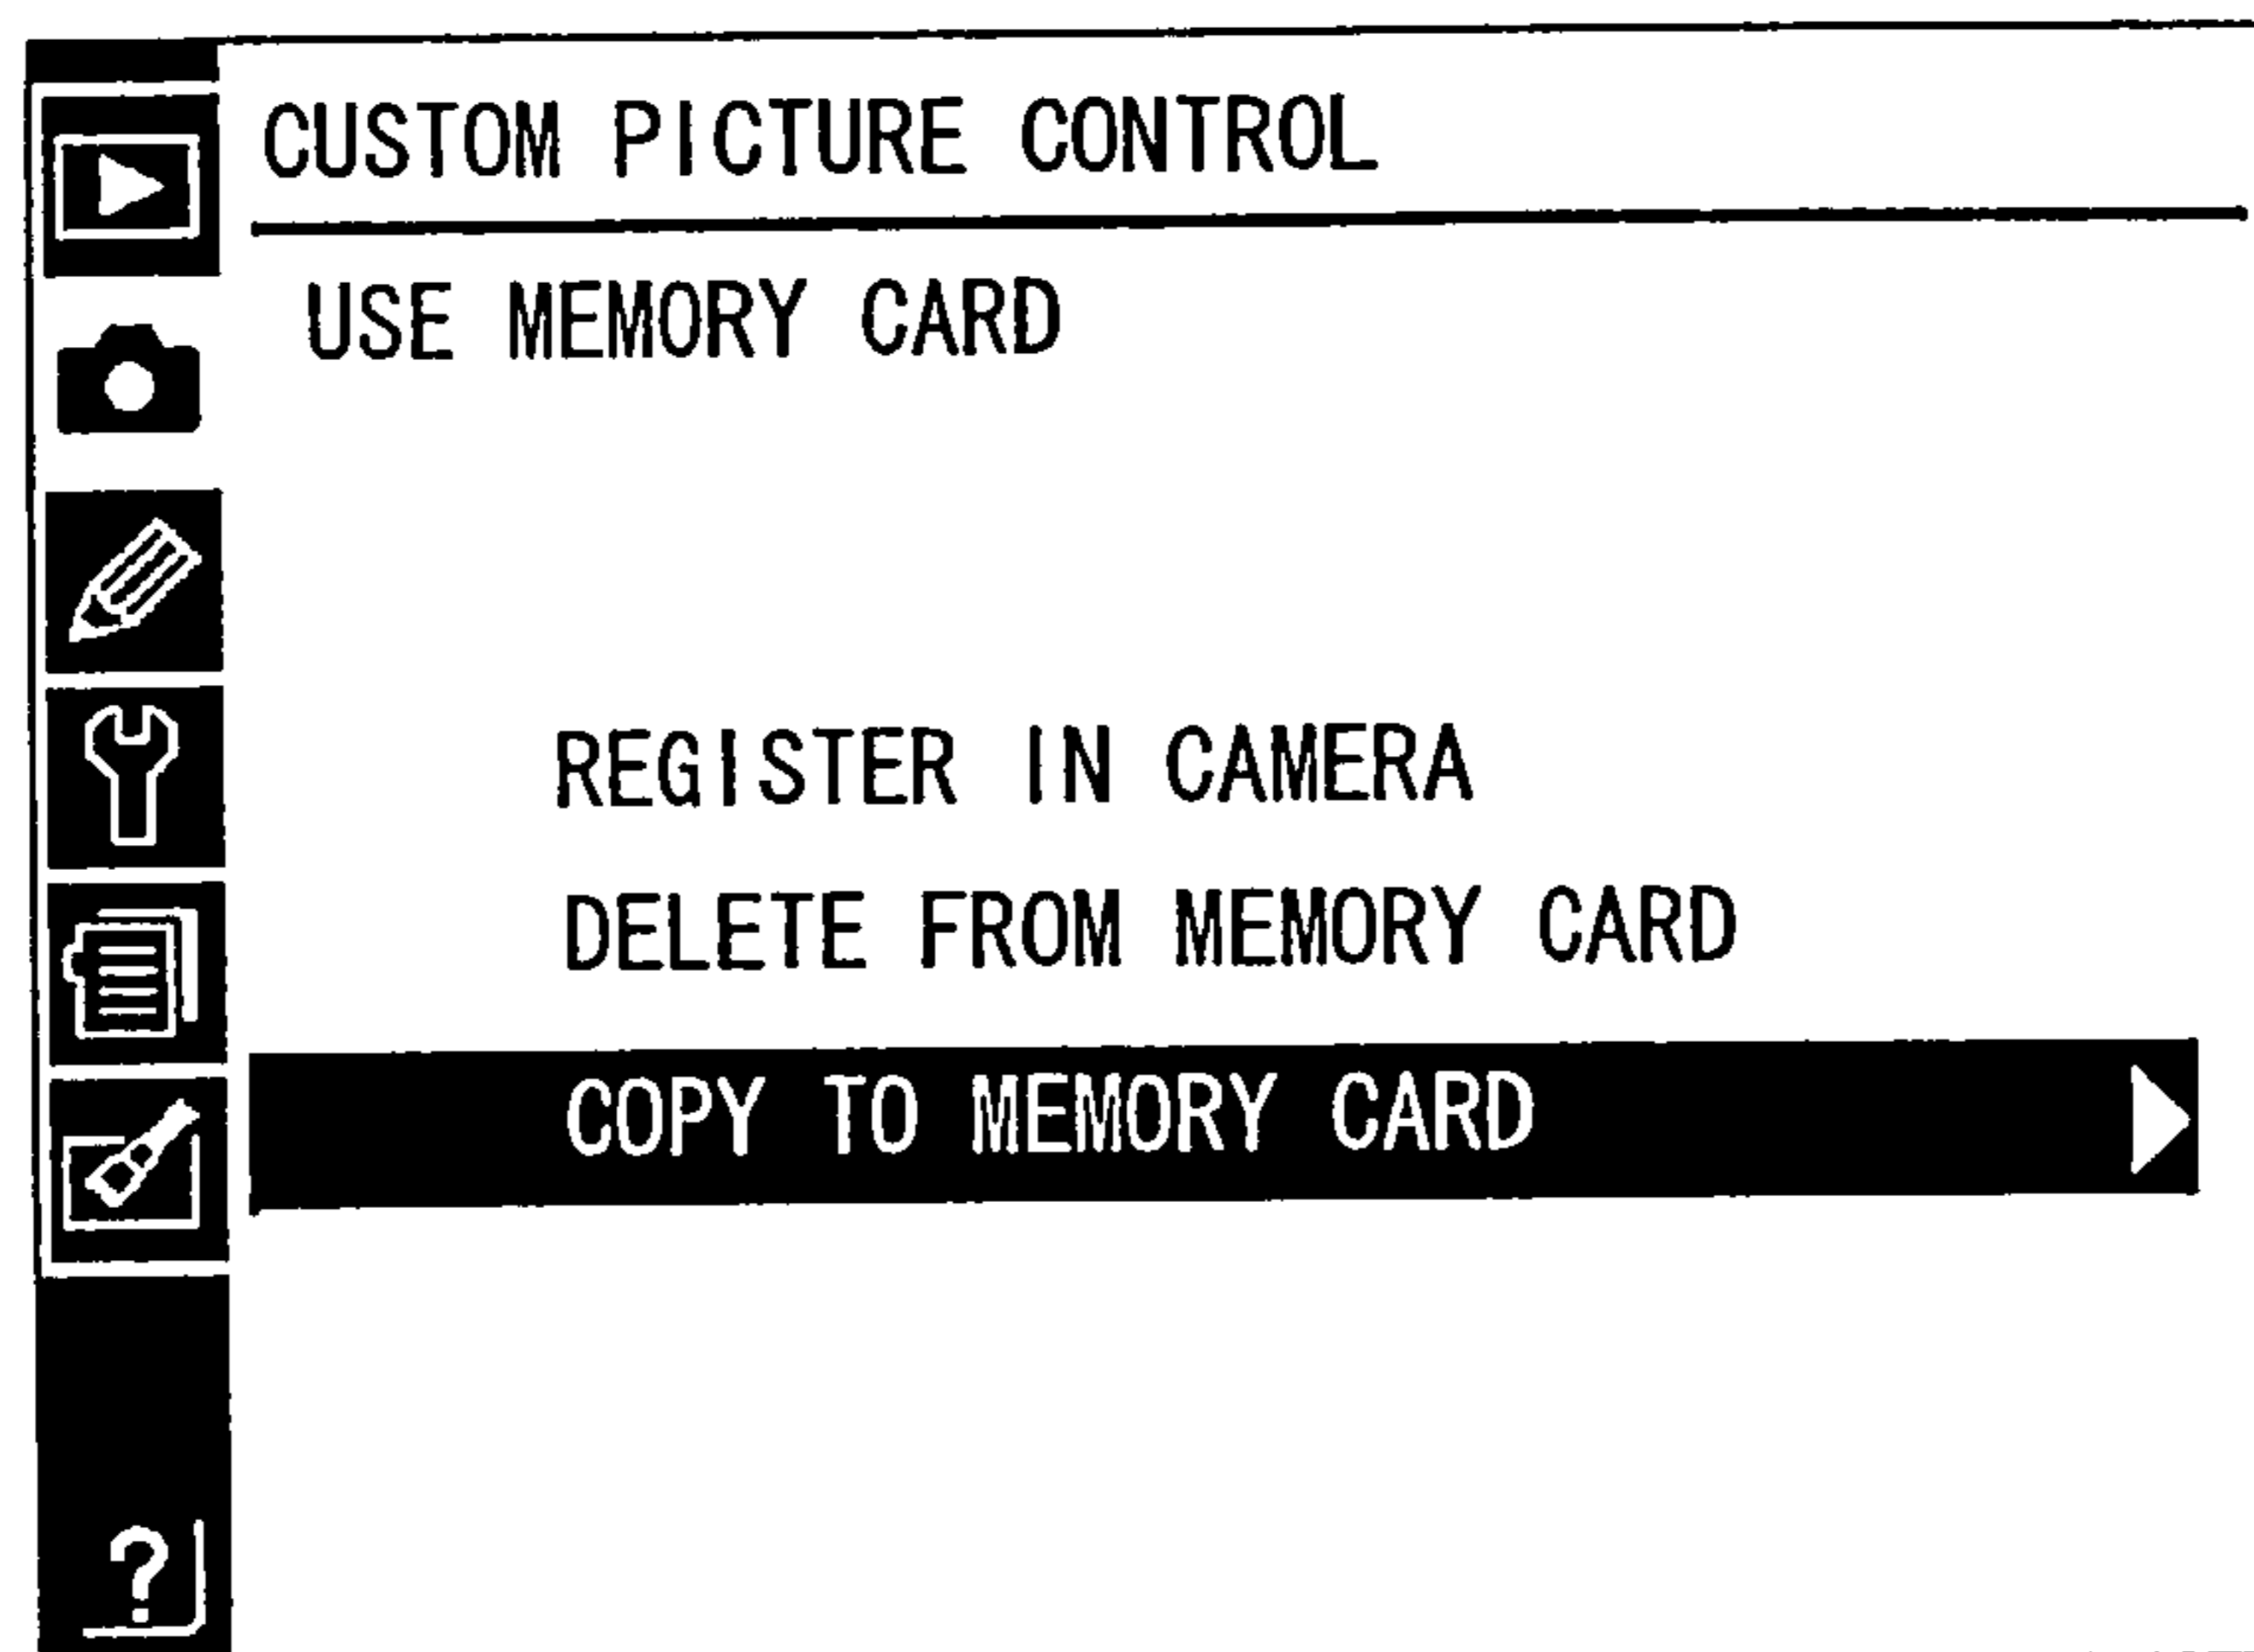 CUSTOM PICTURE CONTROL
USE MEMORY CARD
REGISTER IN CAMERA
DELETE FROM MEMORY CARD
COPY TO MEMORY CARD
?